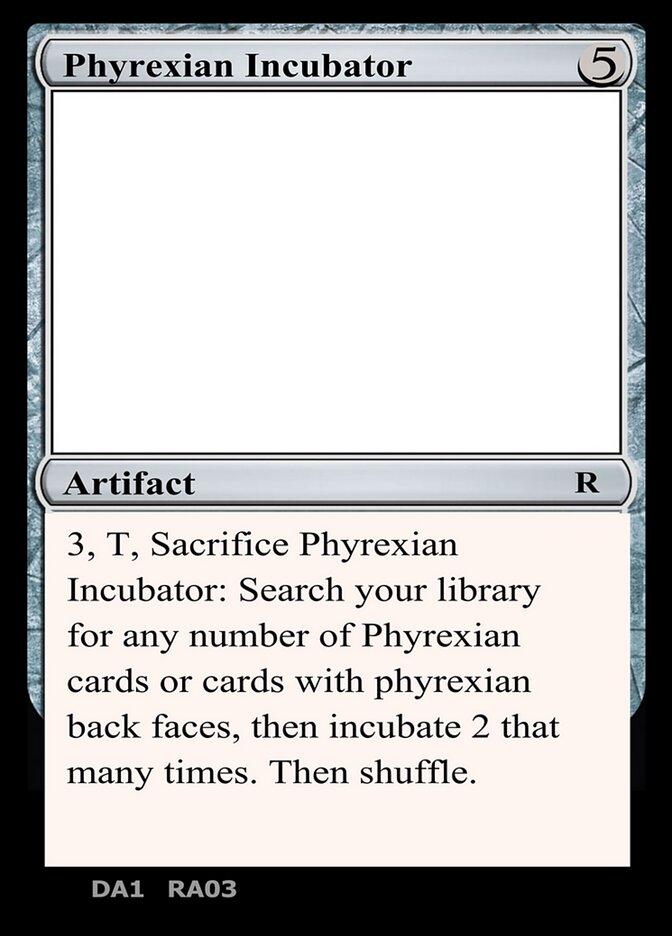 Phyrexian Incubator 5
Artifact R
3, T, Sacrifice Phyrexian
Incubator: Search your library
for any number of Phyrexian
cards or cards with phyrexian
back faces, then incubate 2 that
many times. Then shuffle.
DA1 RA03